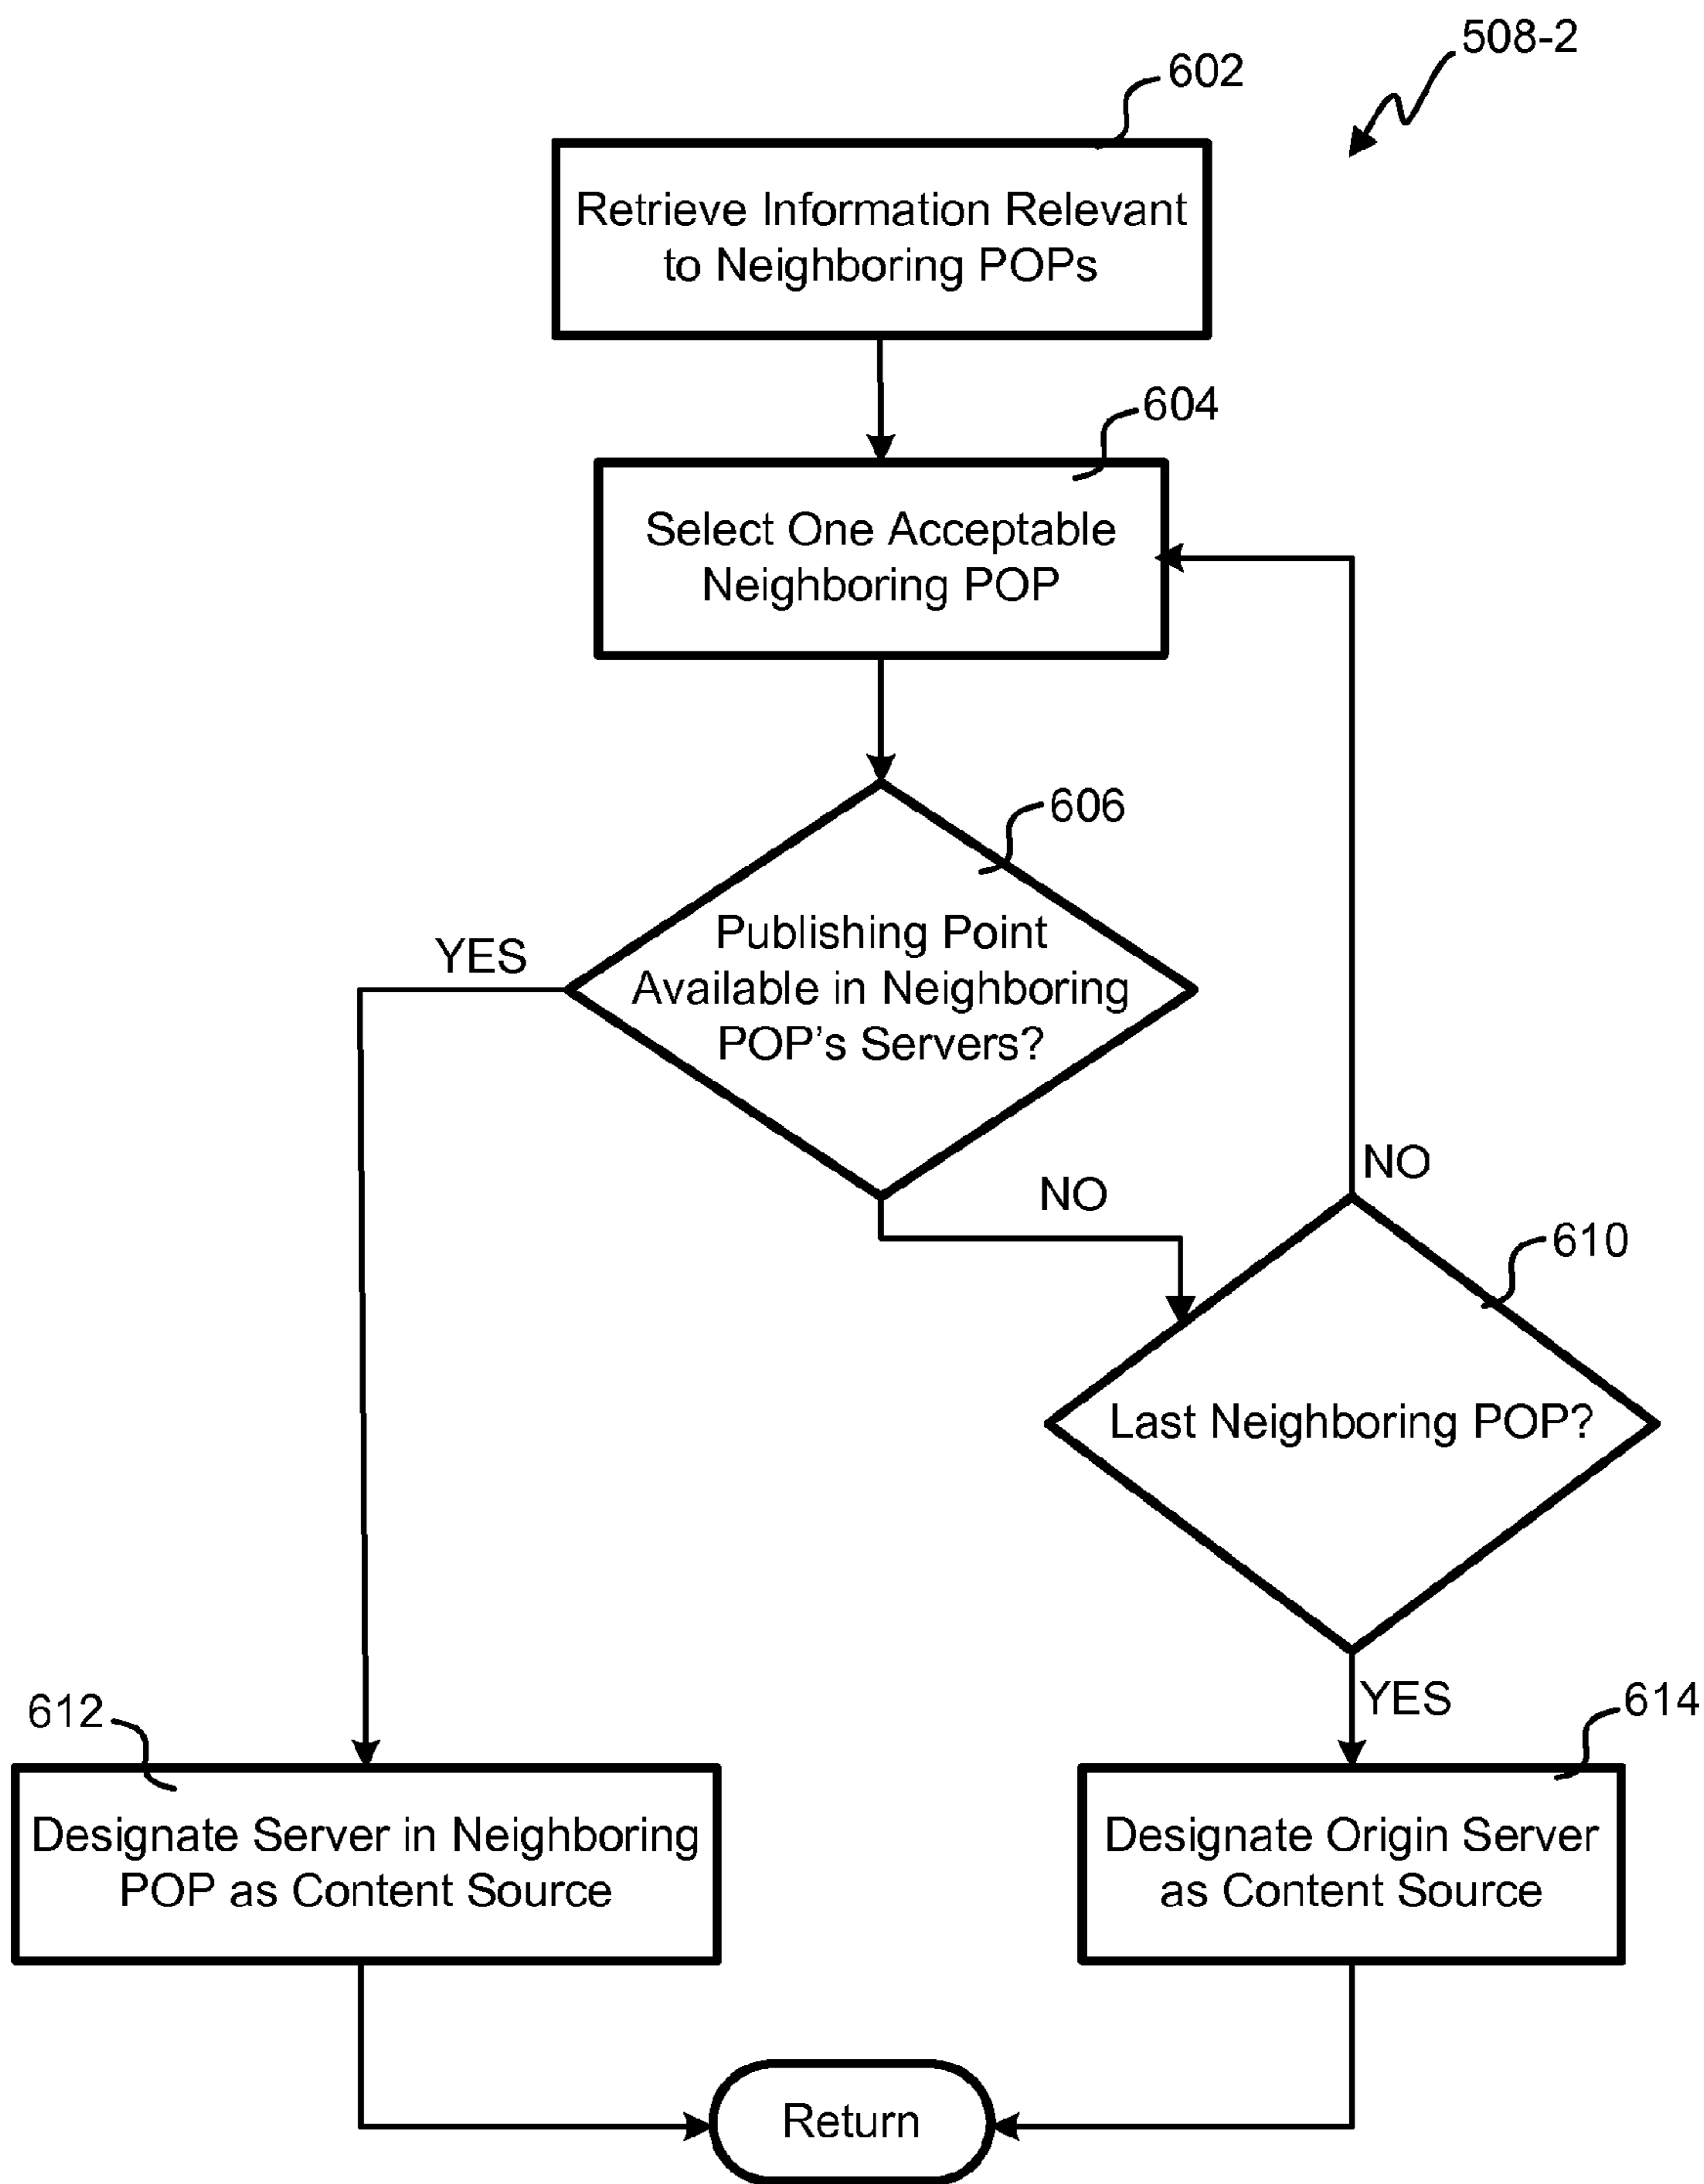 508-2
602
Retrieve Information Relevant
to Neighboring POPs
604
Select One Acceptable
Neighboring POP
606
Publishing Point
Available in Neighboring
POP's Servers?
YES
NO
NO
610
Last Neighboring POP?
YES
612
Designate Server in Neighboring
POP as Content Source
614
Designate Origin Server
as Content Source
Return